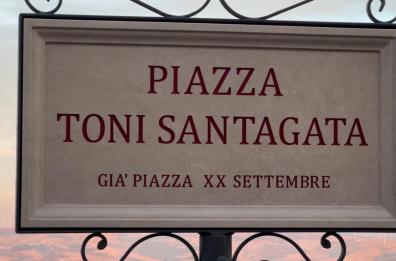 PIAZZA
TONI SANTAGATA
GIA' PIAZZA XX SETTEMBRE